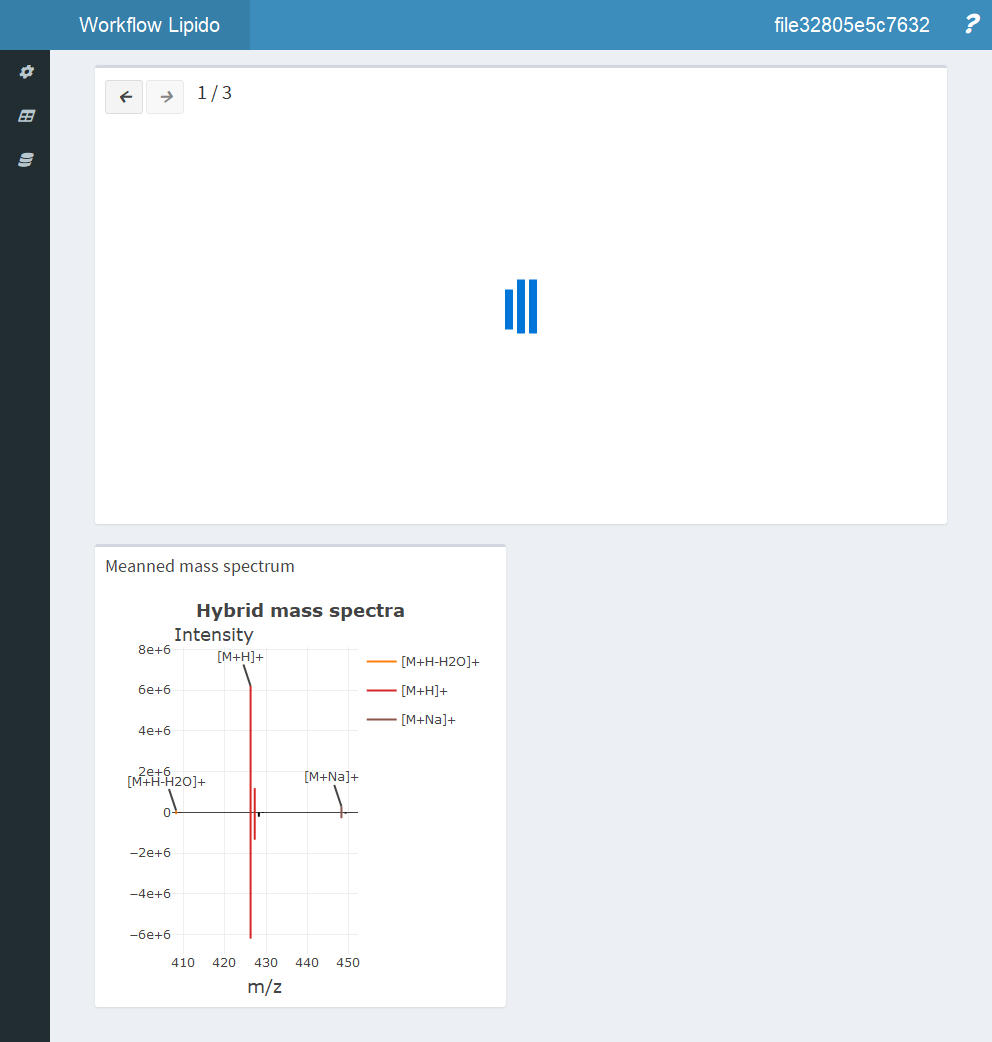 Workflow Lipido
file32805e5c7632
?
1 / 3
Meanned mass spectrum
Hybrid mass spectra
Intensity
8e+6
6e+6
4e+6
2e+6
0
−2e+6
−4e+6
−6e+6
[M+H]+
[M+H-H2O]+
[M+Na]+
[M+H-H2O]+
[M+H]+
[M+Na]+
410 420 430 440 450
m/z